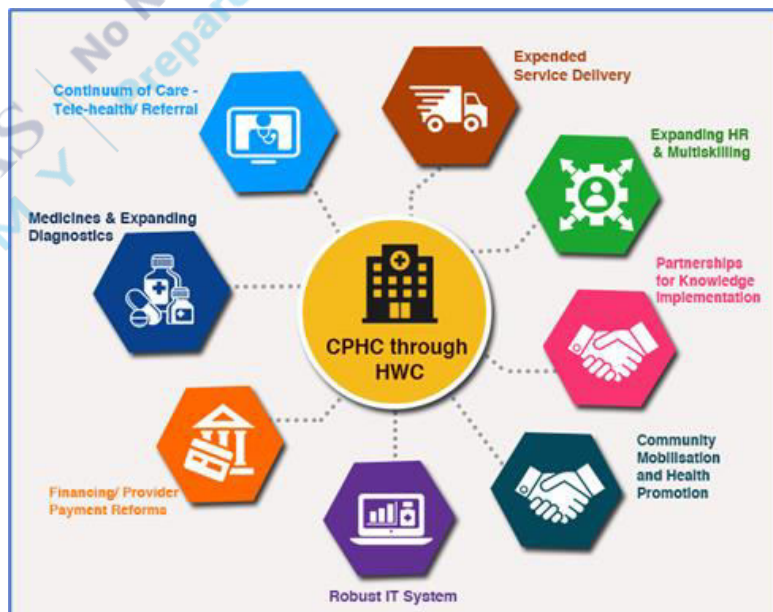 Expended
Service Delivery
Continuum of Care -
Tele-health/ Referral
Expanding HR
& Multiskilling
Medicines & Expanding
Diagnostics
Partnerships
for Knowledge
Implementation
CPHC through
HWC
Community
Mobilisation
and Health
Promotion
Financing/ Provider
Payment Reforms
Robust IT System